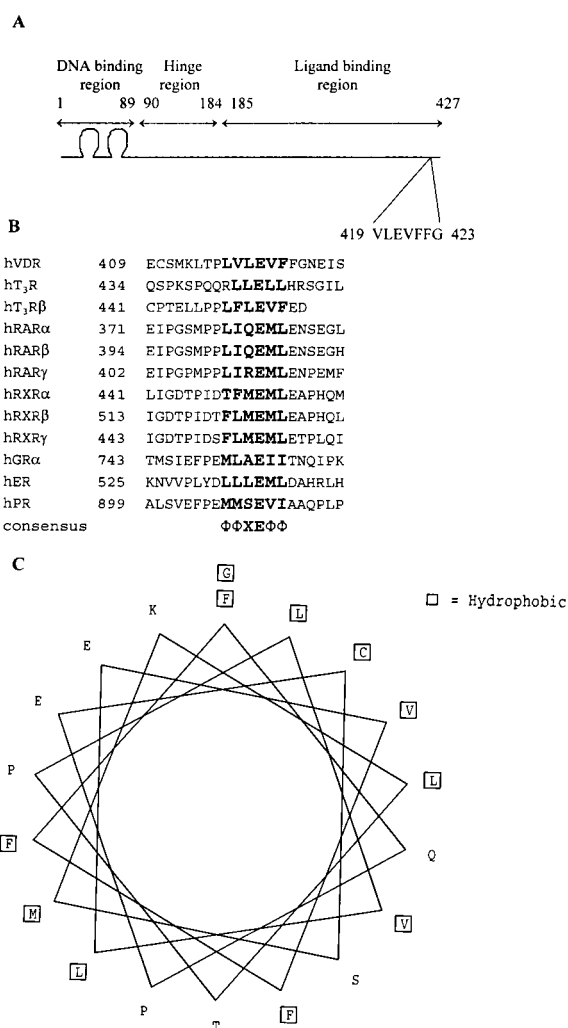 A
DNA binding region
Hinge region
Ligand binding region
1 89 90 184 185 427
419 VLEVFFG 423
B
hVDR 409 ECSMKLTPLVLEVFFGNEIS
hT₃R 434 QSPKSPQQRLLELLHRSGIL
hT₃Rβ 441 CPTELLPPLFLEVFED
hRARα 371 EIPGSMPPLIQEMLENSEGL
hRARβ 394 EIPGSMPPLIQEMLENSEGH
hRARγ 402 EIPGPMPPLIREMLENPEMF
hRXRα 441 LIGDTPIDTFMEMLEAPHQM
hRXRβ 513 IGDTPIDTFLMEMLEAPHQL
hRXRγ 443 IGDTPIDSFLMEMLETPLQI
hGRα 743 TMSIEFPEMLAEIITNQIPK
hER 525 KNVVPLYDLLLEMLDAHRLH
hPR 899 ALSVEFPEMMSEVIAAQPLP
consensus ΦΦXEΦΦ
C
G
F
K
L
□ = Hydrophobic
E
C
E
V
P
L
F
Q
M
V
L
S
P
F
T